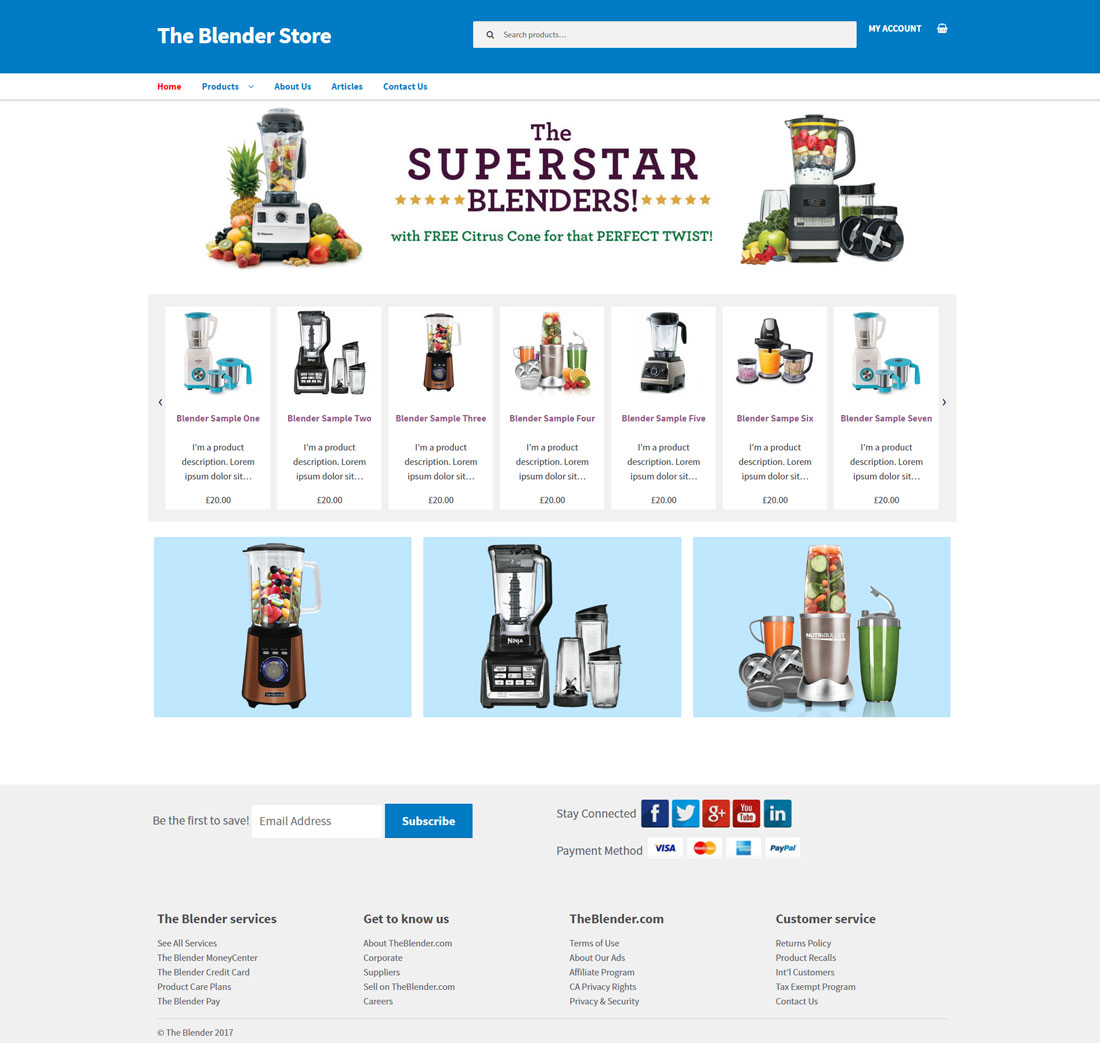 The Blender Store
Search products...
MY ACCOUNT
Home
Products
About Us
Articles
Contact Us
The
SUPERSTAR
BLENDERS!
with FREE Citrus Cone for that PERFECT TWIST!
Blender Sample One
I'm a product
description. Lorem
ipsum dolor sit…
£20.00
Blender Sample Two
I'm a product
description. Lorem
ipsum dolor sit…
£20.00
Blender Sample Three
I'm a product
description. Lorem
ipsum dolor sit…
£20.00
Blender Sample Four
I'm a product
description. Lorem
ipsum dolor sit…
£20.00
Blender Sample Five
I'm a product
description. Lorem
ipsum dolor sit…
£20.00
Blender Sampe Six
I'm a product
description. Lorem
ipsum dolor sit…
£20.00
Blender Sample Seven
I'm a product
description. Lorem
ipsum dolor sit…
£20.00
NINJA
NUTRiBULLET
Be the first to save!
Email Address
Subscribe
Stay Connected
f
g+
You
Tube
in
Payment Method
VISA
MasterCard
PayPal
The Blender services
See All Services
The Blender MoneyCenter
The Blender Credit Card
Product Care Plans
The Blender Pay
Get to know us
About TheBlender.com
Corporate
Suppliers
Sell on TheBlender.com
Careers
TheBlender.com
Terms of Use
About Our Ads
Affiliate Program
CA Privacy Rights
Privacy & Security
Customer service
Returns Policy
Product Recalls
Int'l Customers
Tax Exempt Program
Contact Us
© The Blender 2017